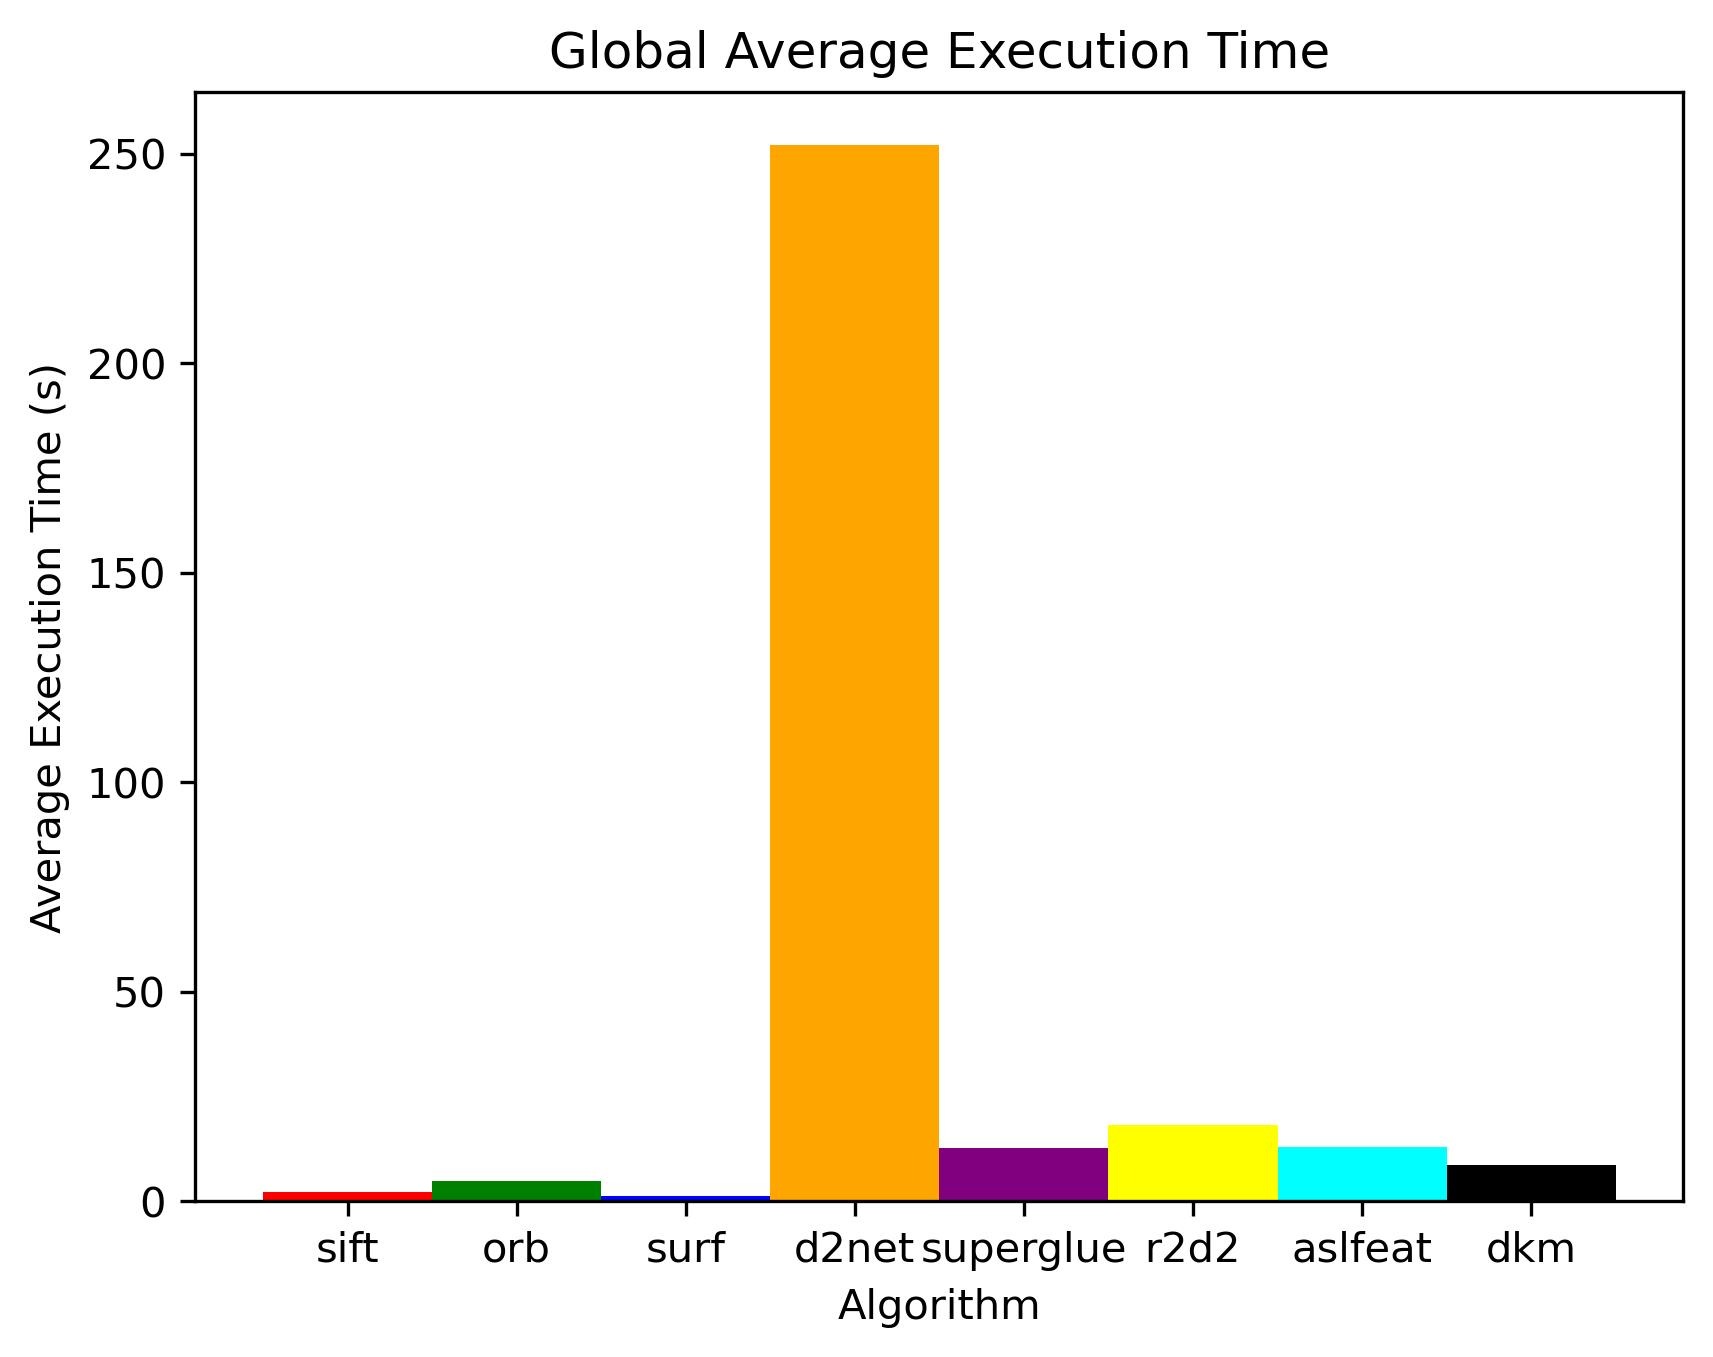 Global Average Execution Time
Average Execution Time (s)
250
200
150
100
50
0
sift orb surf d2net superglue r2d2 aslfeat dkm
Algorithm